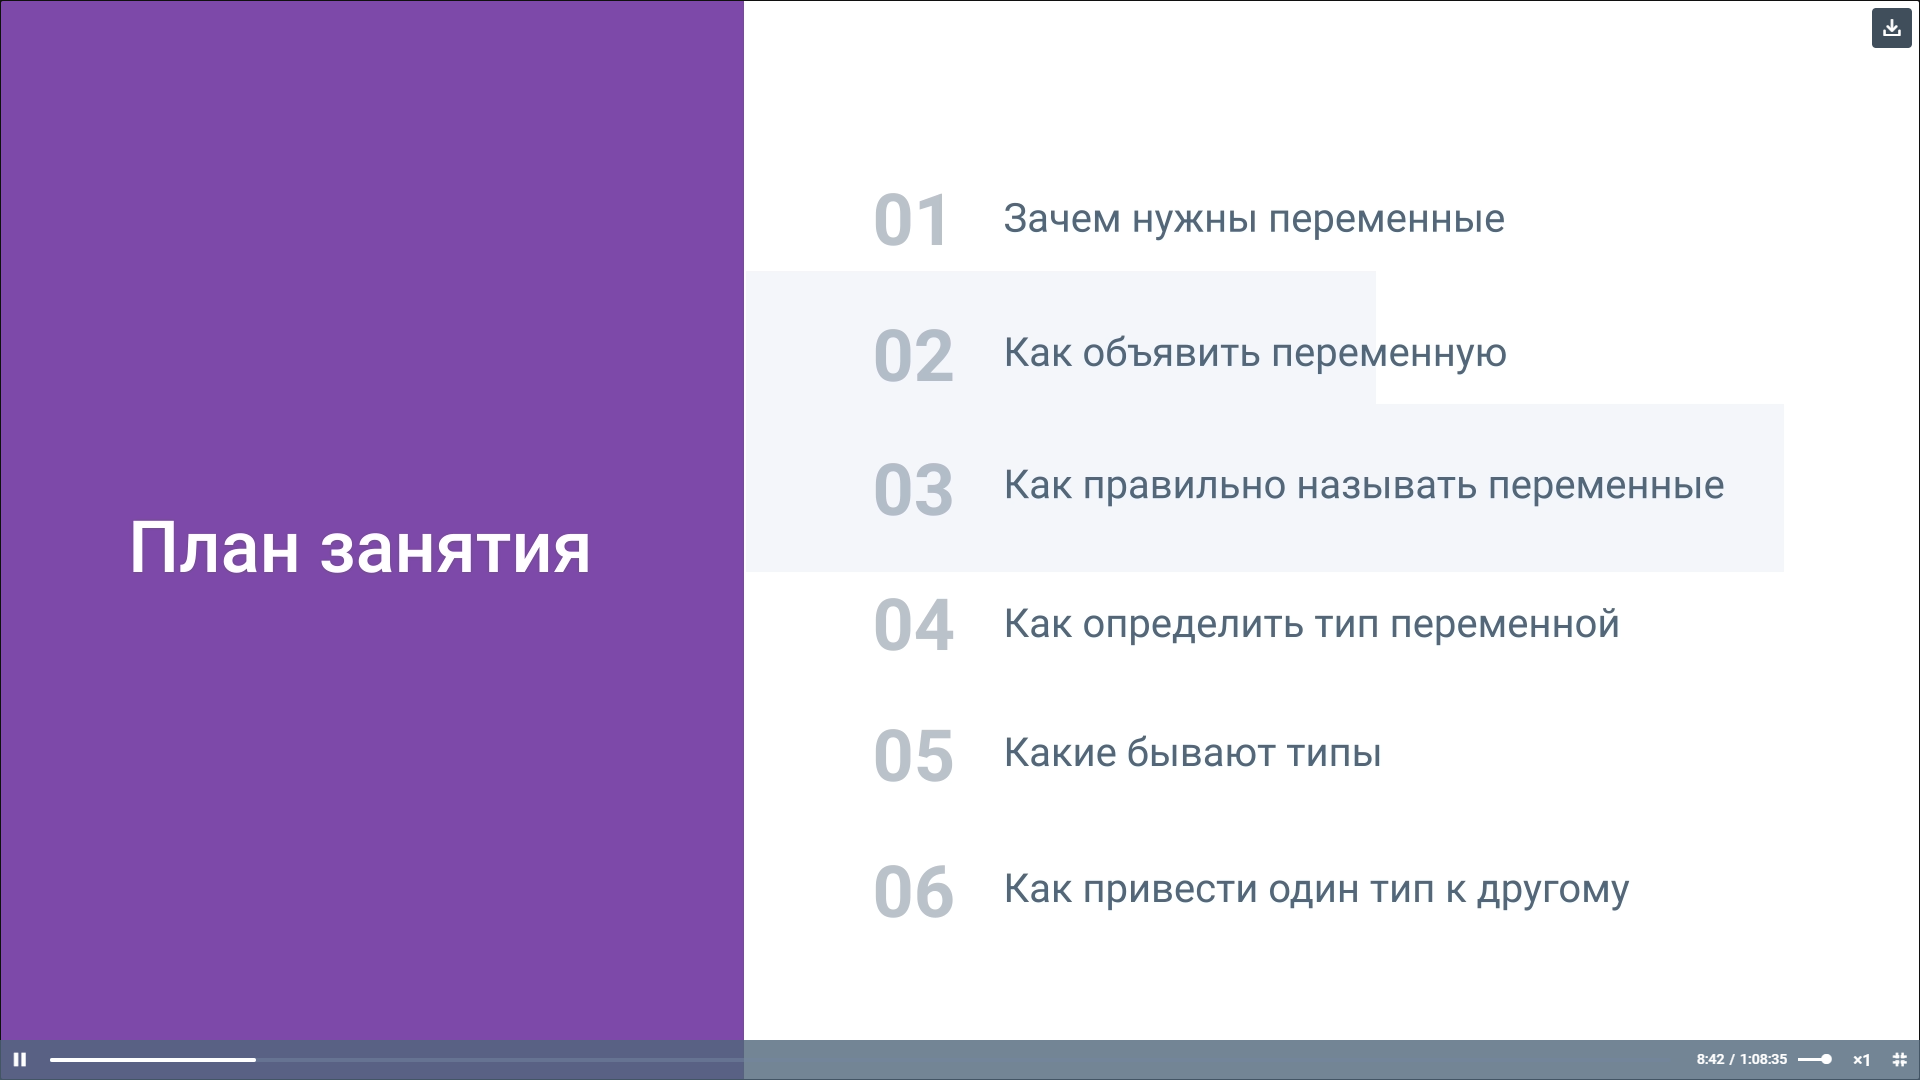 План занятия
01 Зачем нужны переменные
02 Как объявить переменную
03 Как правильно называть переменные
04 Как определить тип переменной
05 Какие бывают типы
06 Как привести один тип к другому
8:42 / 1:08:35 ×1